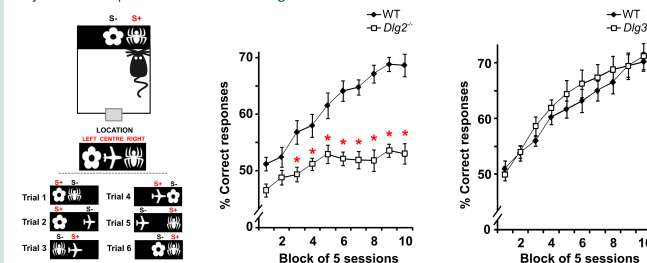 S- S+
LOCATION
LEFT CENTRE RIGHT
S+ S-
Trial 1
S+ S-
Trial 2
S- S+
Trial 3
S+ S-
Trial 4
S- S+
Trial 5
S- S+
Trial 6
WT
Dlg2-/-
% Correct responses
70
60
50
0
* * * * * * * *
2 4 6 8 10
Block of 5 sessions
WT
Dlg3
% Correct responses
70
60
50
0
2 4 6 8 10
Block of 5 sessions